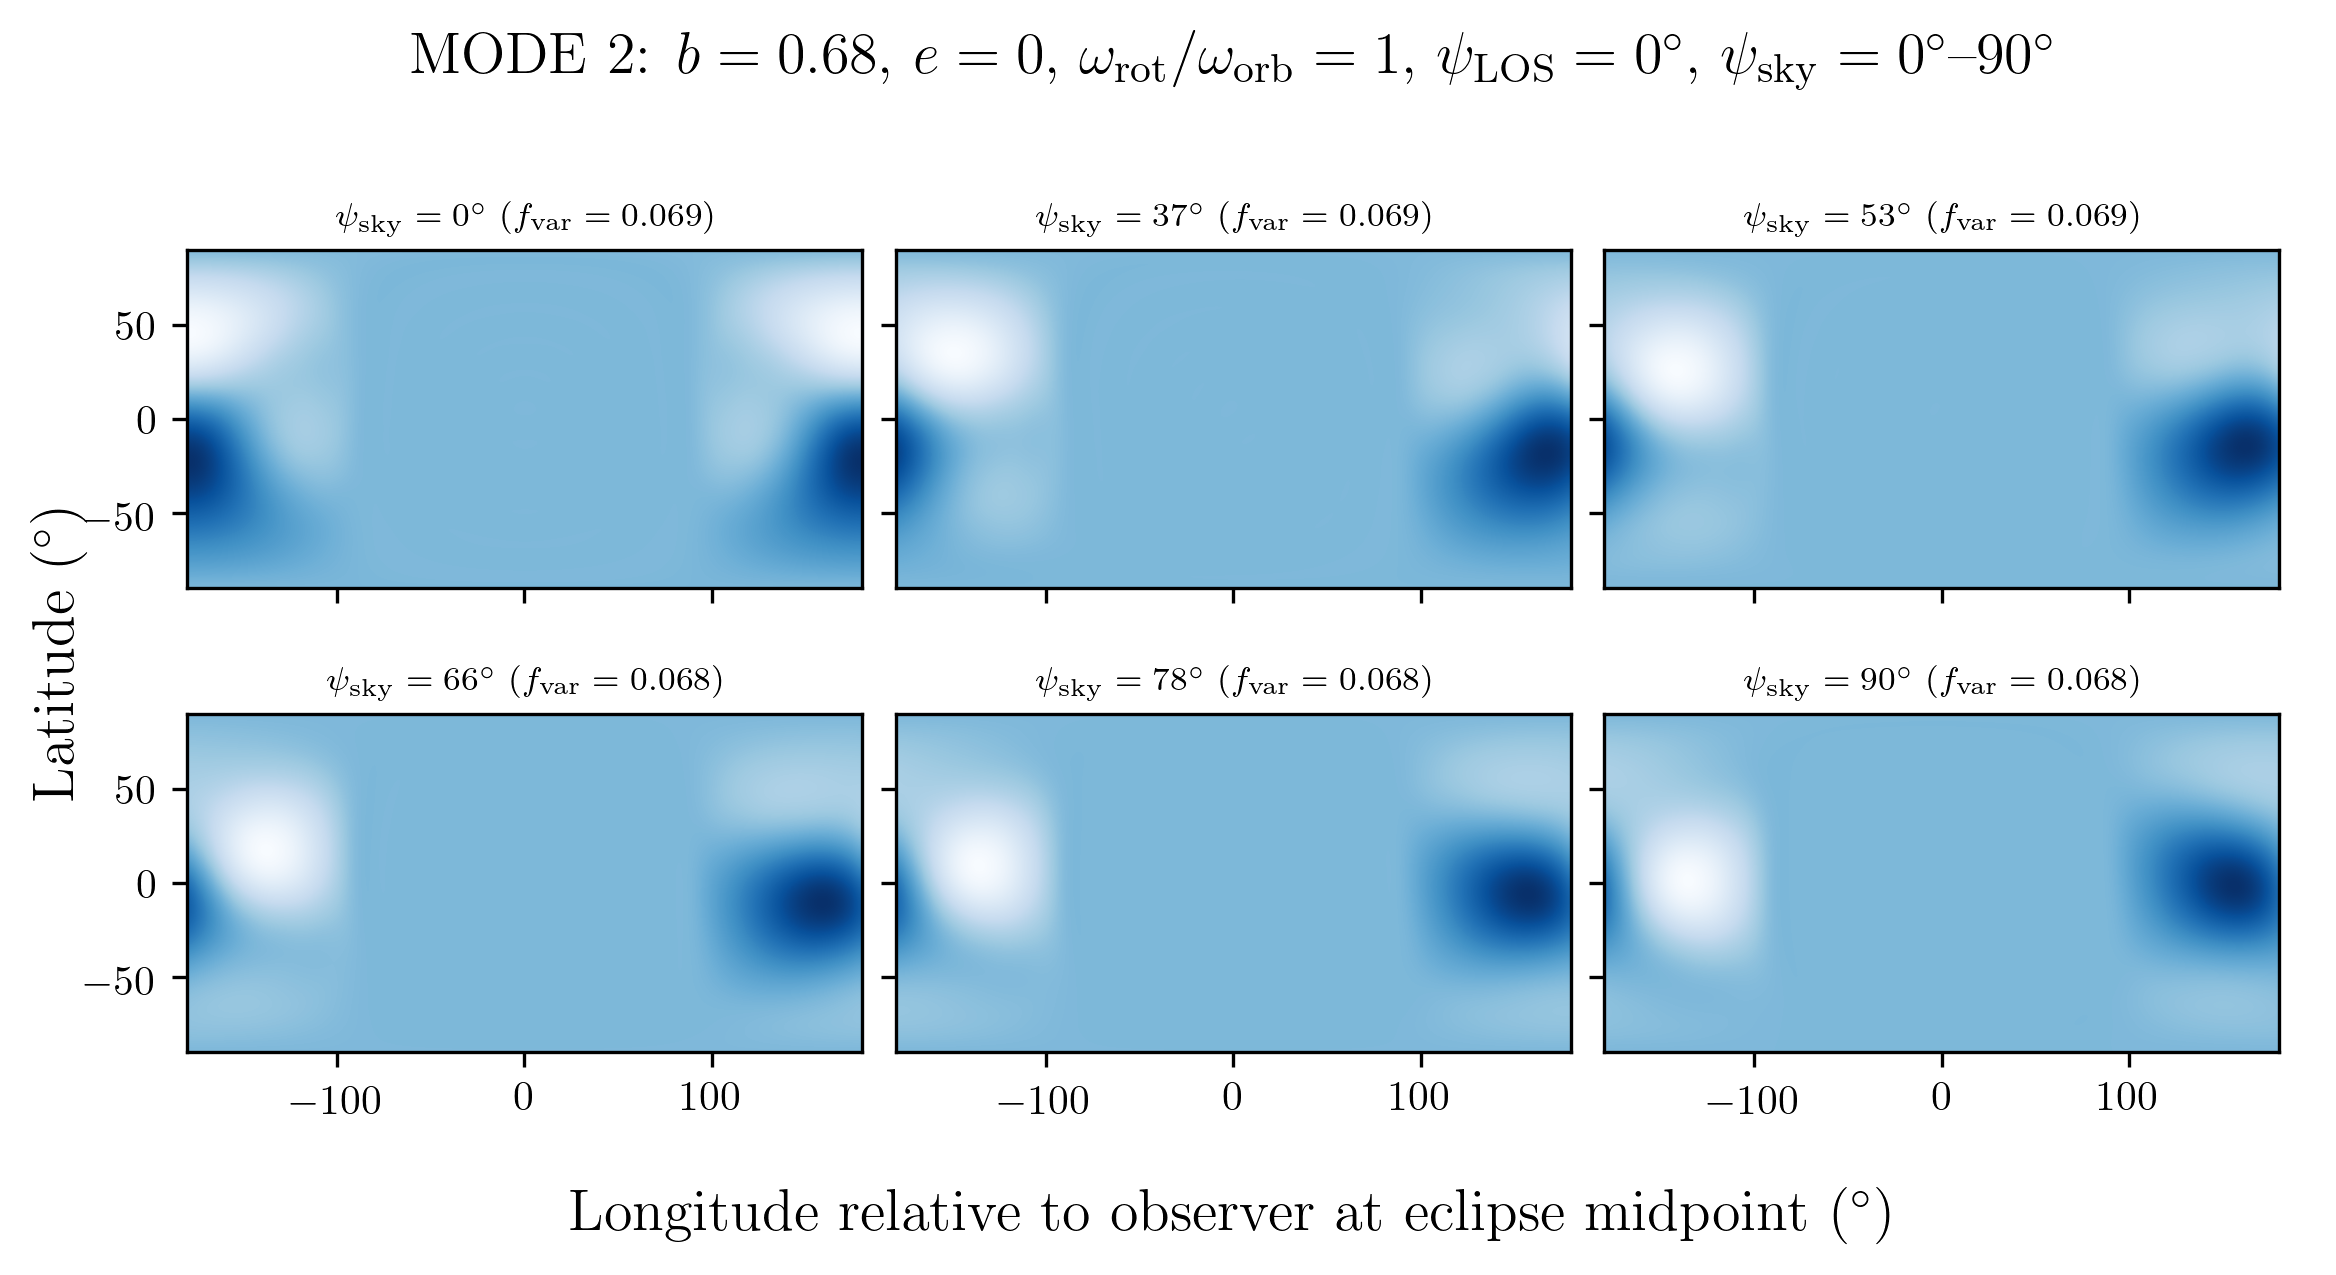 MODE 2: b = 0.68, e = 0, ω_rot/ω_orb = 1, ψ_LOS = 0°, ψ_sky = 0°–90°
ψ_sky = 0° (f_var = 0.069)
ψ_sky = 37° (f_var = 0.069)
ψ_sky = 53° (f_var = 0.069)
50
0
−50
Latitude (°)
ψ_sky = 66° (f_var = 0.068)
ψ_sky = 78° (f_var = 0.068)
ψ_sky = 90° (f_var = 0.068)
50
0
−50
−100 0 100
−100 0 100
−100 0 100
Longitude relative to observer at eclipse midpoint (°)